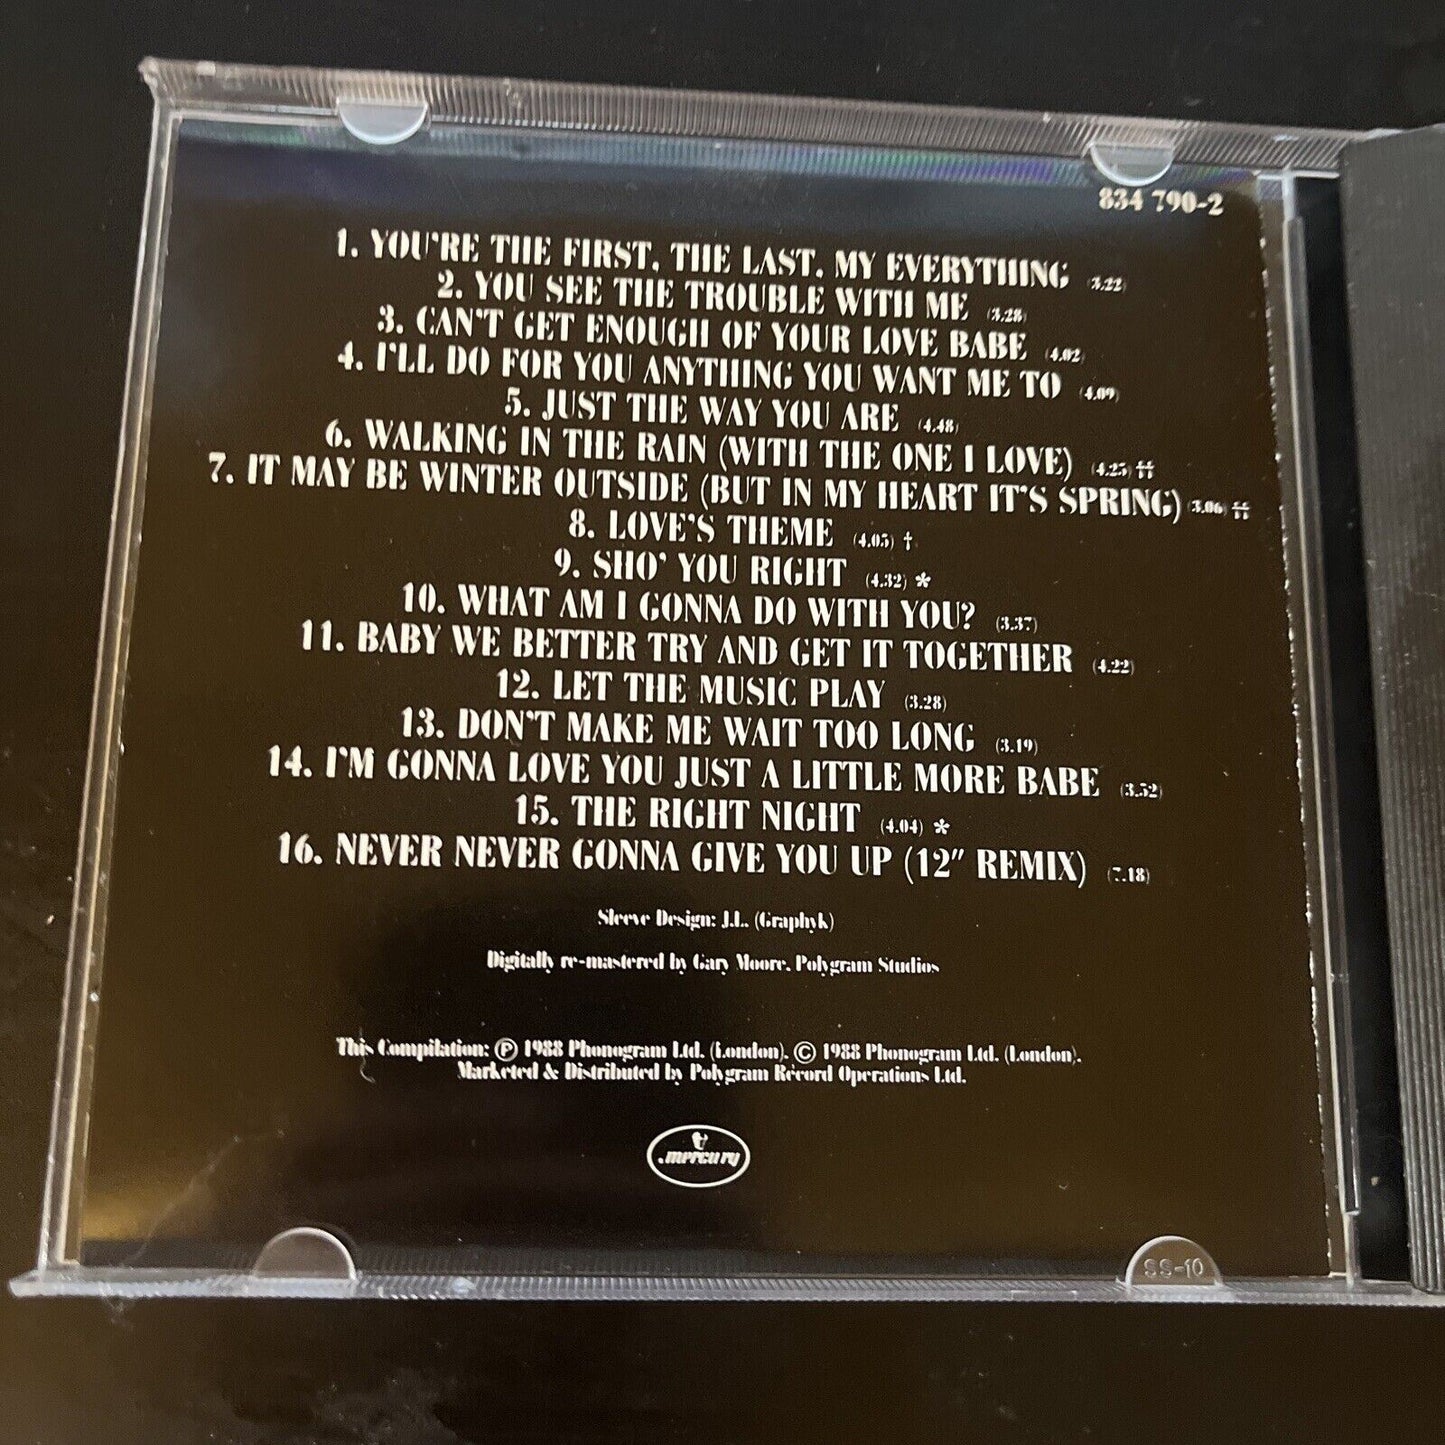 834 790-2
1. YOU'RE THE FIRST, THE LAST, MY EVERYTHING (3.22)
2. YOU SEE THE TROUBLE WITH ME (3.28)
3. CAN'T GET ENOUGH OF YOUR LOVE BABE (4.02)
4. I'LL DO FOR YOU ANYTHING YOU WANT ME TO (4.09)
5. JUST THE WAY YOU ARE (4.48)
6. WALKING IN THE RAIN (WITH THE ONE I LOVE) (4.25) ††
7. IT MAY BE WINTER OUTSIDE (BUT IN MY HEART IT'S SPRING) (3.06) ††
8. LOVE'S THEME (4.05) †
9. SHO' YOU RIGHT (4.32) *
10. WHAT AM I GONNA DO WITH YOU? (3.37)
11. BABY WE BETTER TRY AND GET IT TOGETHER (4.22)
12. LET THE MUSIC PLAY (3.28)
13. DON'T MAKE ME WAIT TOO LONG (3.19)
14. I'M GONNA LOVE YOU JUST A LITTLE MORE BABE (3.52)
15. THE RIGHT NIGHT (4.04) *
16. NEVER NEVER GONNA GIVE YOU UP (12" REMIX) (7.18)
Sleeve Design: J.L. (Graphyk)
Digitally re-mastered by Gary Moore, Polygram Studios
This Compilation: Ⓟ 1988 Phonogram Ltd. (London). © 1988 Phonogram Ltd. (London).
Marketed & Distributed by Polygram Record Operations Ltd.
mercury
SS-10